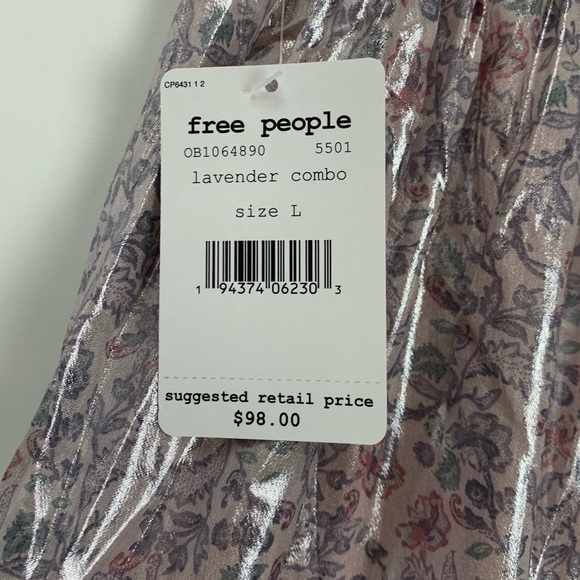 CP6431 1 2
free people
OB1064890 5501
lavender combo
size L
1 94374 06230 3
suggested retail price
$98.00